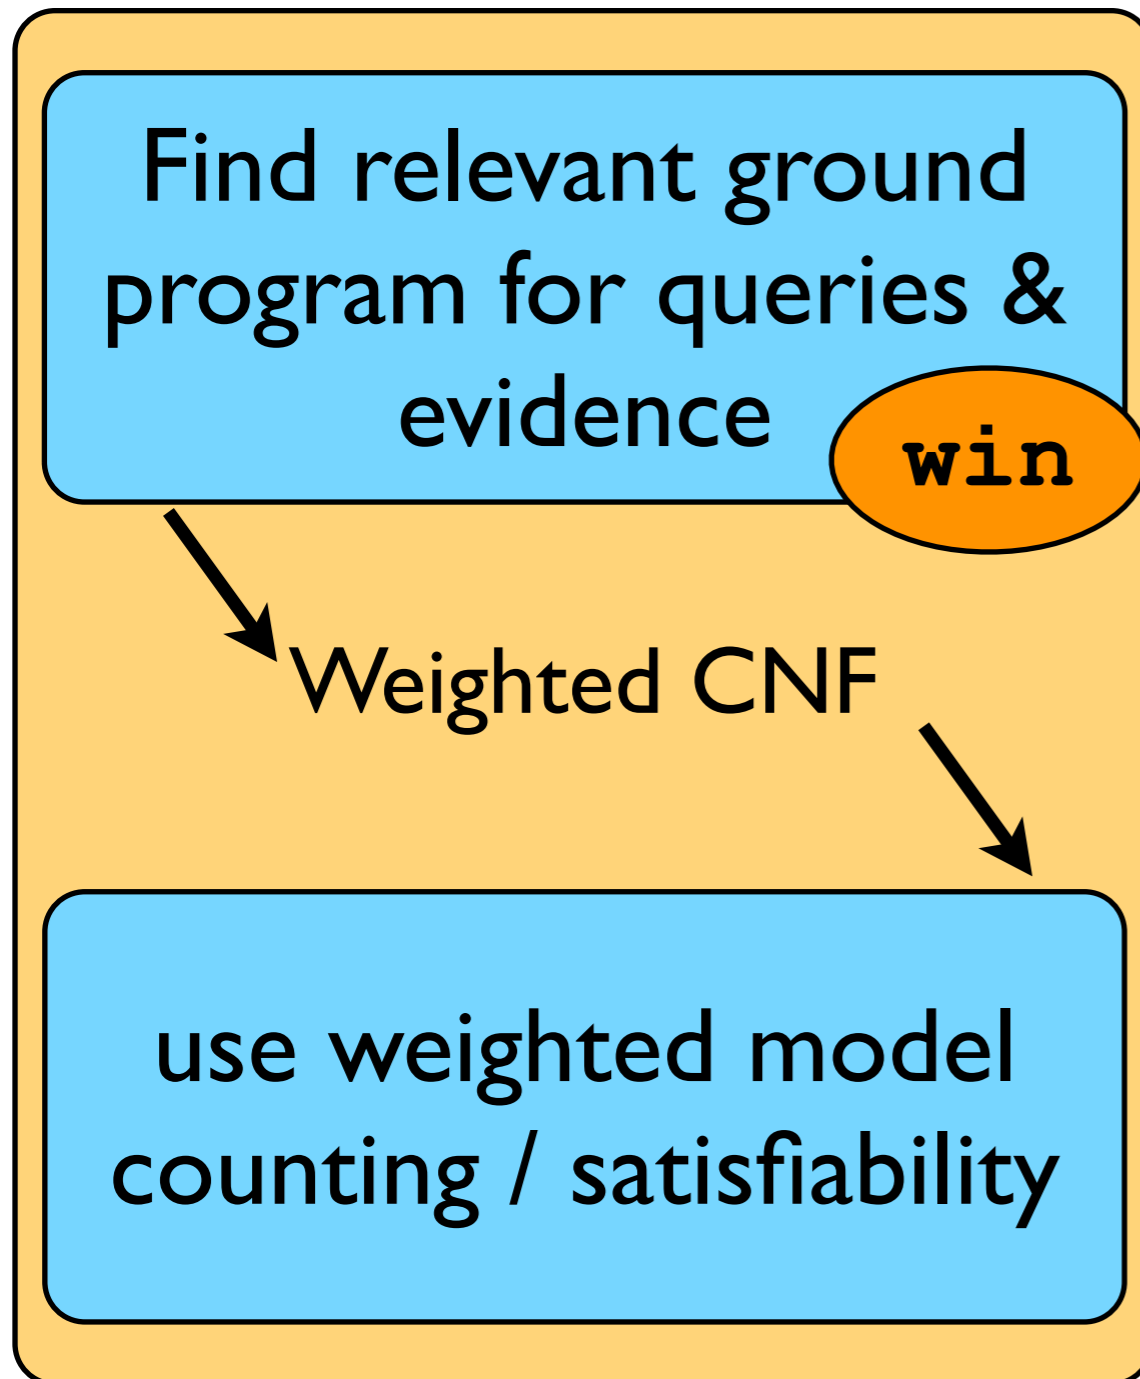 Find relevant ground
program for queries &
evidence
win
Weighted CNF
use weighted model
counting / satisfiability